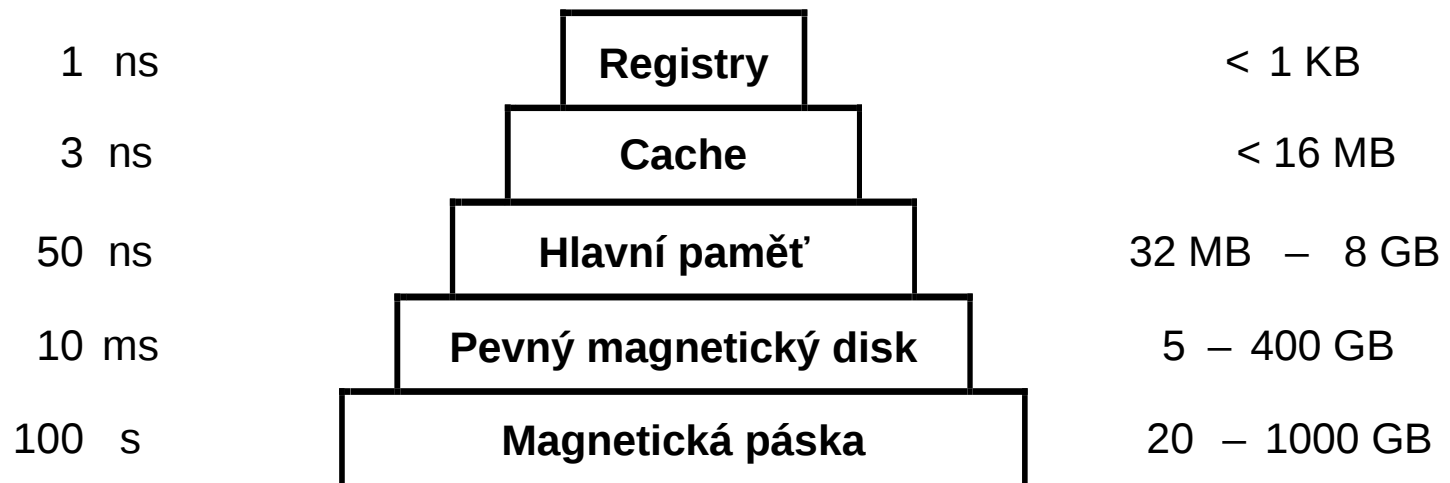 1 ns Registry < 1 KB
3 ns Cache < 16 MB
50 ns Hlavní paměť 32 MB – 8 GB
10 ms Pevný magnetický disk 5 – 400 GB
100 s Magnetická páska 20 – 1000 GB